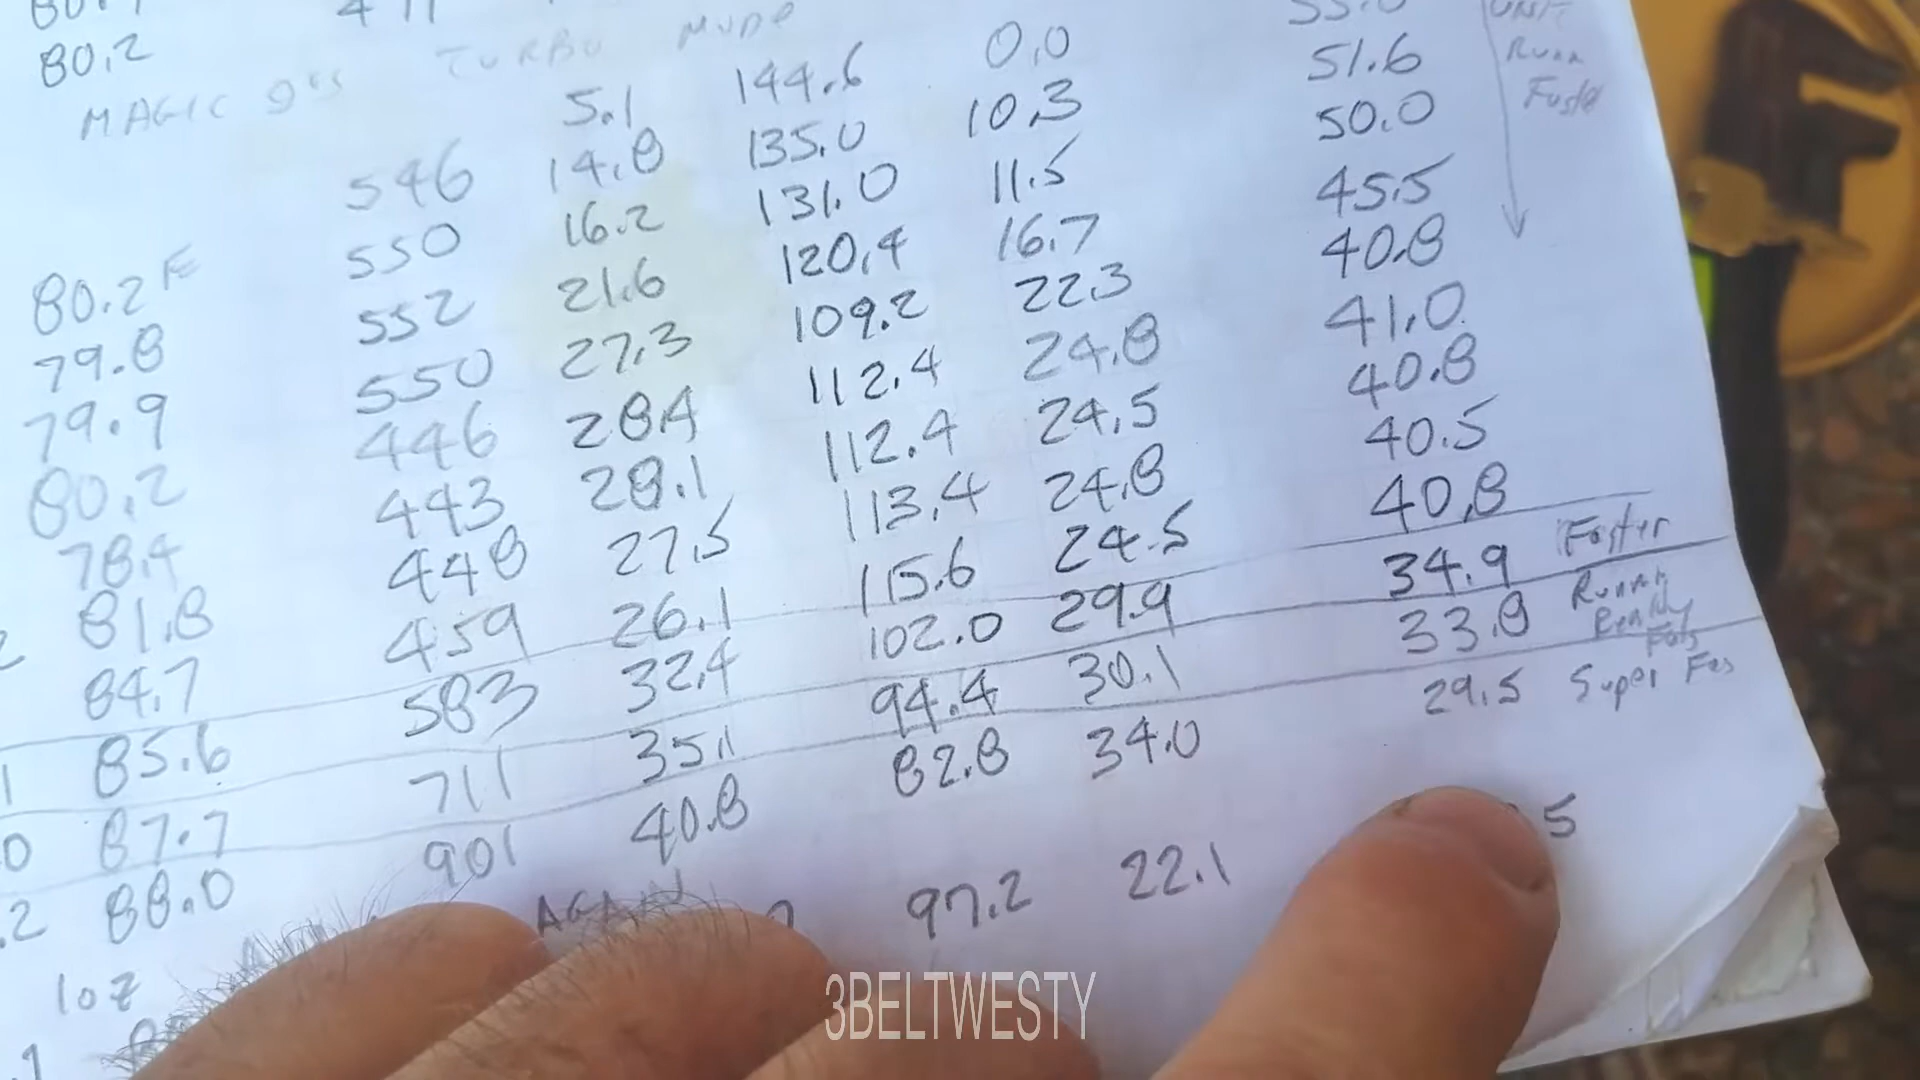 80.2
MAGIC TURBO MODE
5.1 144.6 0.0
UNIT
546 14.8 135.0 10.3 51.6
80.2 F 550 16.2 131.0 11.5 50.0
79.8 552 21.6 120.4 16.7 45.5
79.9 550 27.3 109.2 22.3 40.8
80.2 446 28.4 112.4 24.8 41.0
78.4 443 28.1 112.4 24.5 40.8
81.8 448 27.5 113.4 24.8 40.5
84.7 459 26.1 115.6 24.5 40.8
85.6 583 32.4 102.0 29.9 34.9 Faster
87.7 711 35.1 94.4 30.1 33.8
88.0 901 40.8 82.8 34.0 29.5 Super
AGAIN 97.2 22.1 5
10z
3BELTWESTY